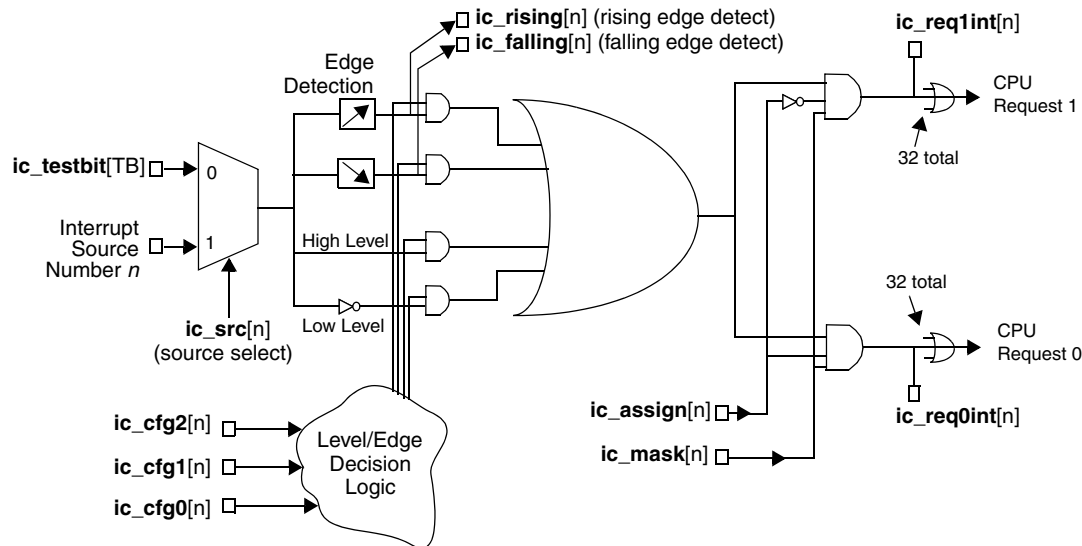 ic_rising[n] (rising edge detect)
ic_falling[n] (falling edge detect)
ic_req1int[n]
Edge
Detection
CPU
Request 1
32 total
ic_testbit[TB]
0
Interrupt
Source
Number n
1
High Level
Low Level
ic_src[n]
(source select)
32 total
CPU
Request 0
ic_req0int[n]
ic_assign[n]
ic_mask[n]
ic_cfg2[n]
ic_cfg1[n]
ic_cfg0[n]
Level/Edge
Decision
Logic